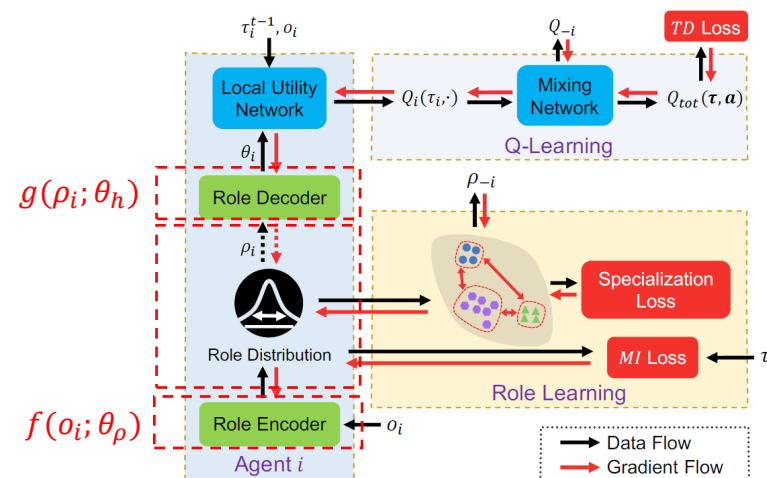 τ_i^{t-1}, o_i
Q_{-i}
TD Loss
Local Utility
Network
Q_i(τ_i,·)
Mixing
Network
Q_{tot}(τ, a)
Q-Learning
θ_i
g(ρ_i; θ_h)
Role Decoder
ρ_i
ρ_{-i}
Specialization
Loss
Role Distribution
MI Loss
τ
Role Learning
f(o_i; θ_ρ)
Role Encoder
o_i
Agent i
Data Flow
Gradient Flow